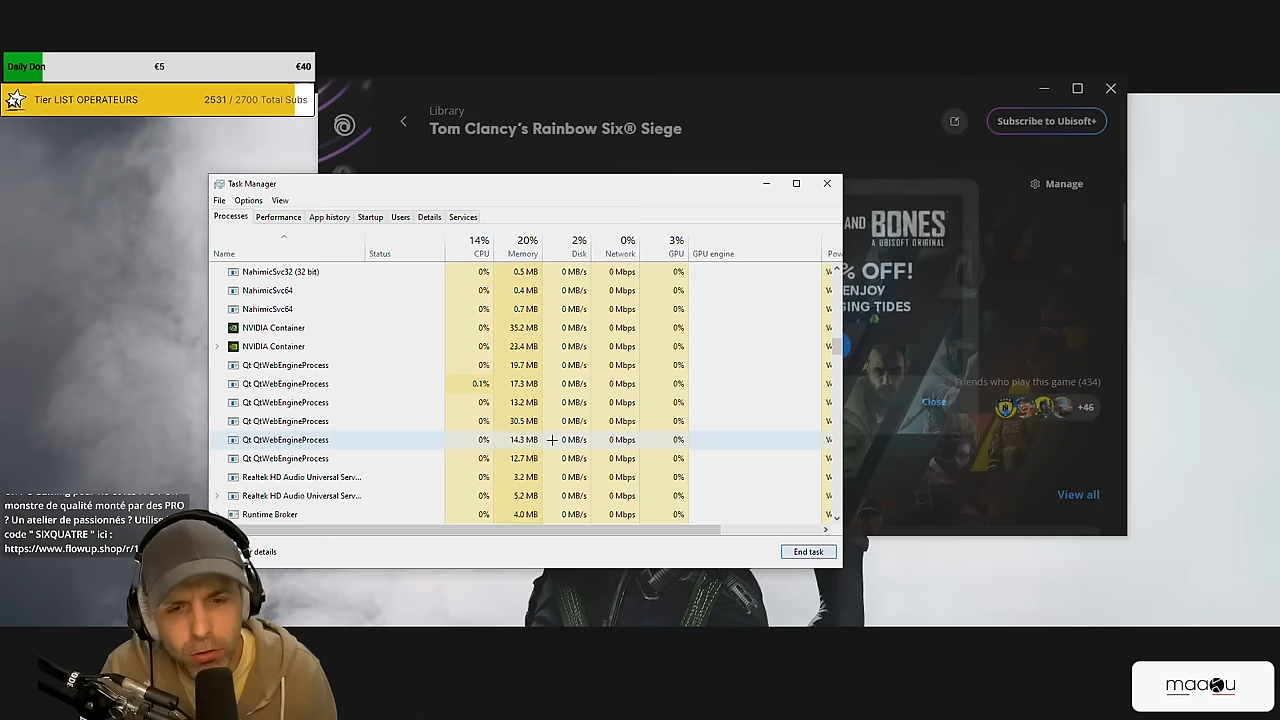 Daily Don
€5
€40
Tier LIST OPERATEURS
2531 / 2700 Total Subs
Library
Tom Clancy's Rainbow Six® Siege
Subscribe to Ubisoft+
Manage
AND BONES
A UBISOFT ORIGINAL
% OFF!
ENJOY
GING TIDES
Friends who play this game (434)
+46
Close
View all
Task Manager
File Options View
Processes Performance App history Startup Users Details Services
14% 20% 2% 0% 3%
Name Status CPU Memory Disk Network GPU GPU engine Pow
NahimicSvc32 (32 bit) 0% 0.5 MB 0 MB/s 0 Mbps 0%
NahimicSvc64 0% 0.4 MB 0 MB/s 0 Mbps 0%
NahimicSvc64 0% 0.7 MB 0 MB/s 0 Mbps 0%
NVIDIA Container 0% 35.2 MB 0 MB/s 0 Mbps 0%
NVIDIA Container 0% 23.4 MB 0 MB/s 0 Mbps 0%
Qt QtWebEngineProcess 0% 19.7 MB 0 MB/s 0 Mbps 0%
Qt QtWebEngineProcess 0.1% 17.3 MB 0 MB/s 0 Mbps 0%
Qt QtWebEngineProcess 0% 13.2 MB 0 MB/s 0 Mbps 0%
Qt QtWebEngineProcess 0% 30.5 MB 0 MB/s 0 Mbps 0%
Qt QtWebEngineProcess 0% 14.3 MB 0 MB/s 0 Mbps 0%
Qt QtWebEngineProcess 0% 12.7 MB 0 MB/s 0 Mbps 0%
Realtek HD Audio Universal Serv... 0% 3.2 MB 0 MB/s 0 Mbps 0%
Realtek HD Audio Universal Serv... 0% 5.2 MB 0 MB/s 0 Mbps 0%
Runtime Broker 0% 4.0 MB 0 MB/s 0 Mbps 0%
details
End task
monstre de qualité monté par des PRO
? Un atelier de passionnés ? Utilise
code " SIXQUATRE " ici :
https://www.flowup.shop/r/1
maaou